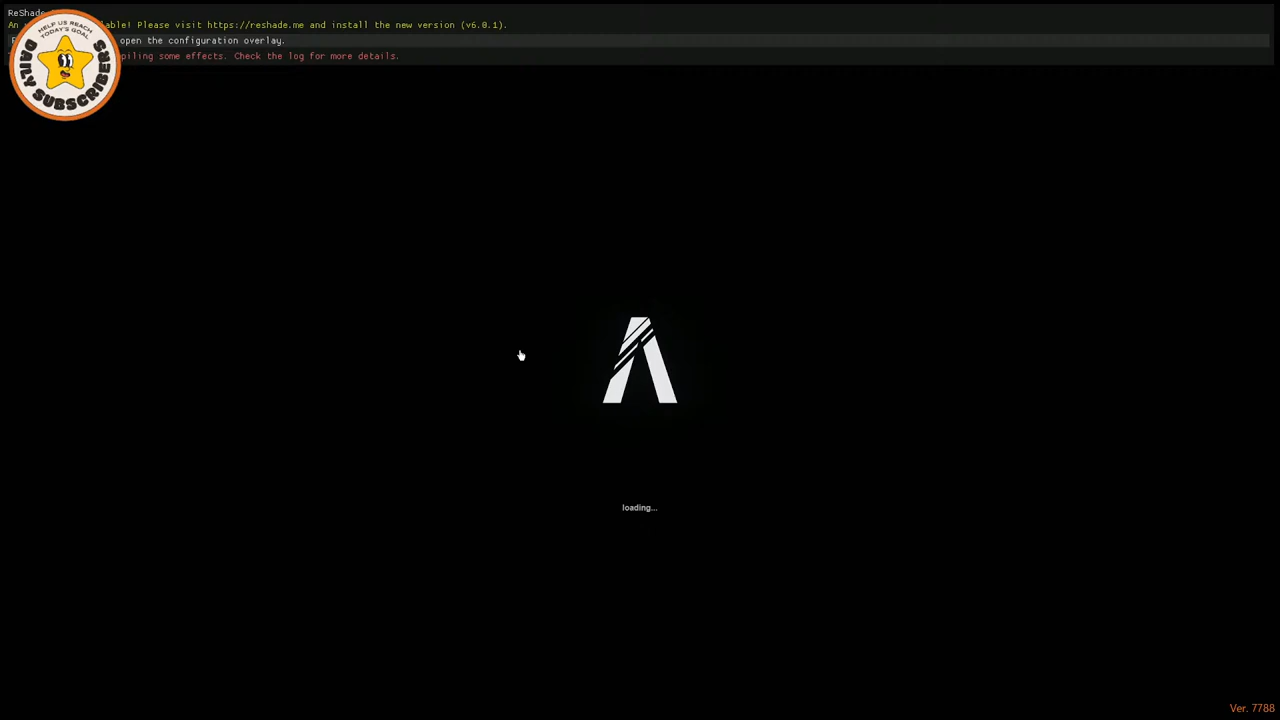 ReShade
An able! Please visit https://reshade.me and install the new version (v6.0.1).
open the configuration overlay.
piling some effects. Check the log for more details.
HELP US REACH
TODAY'S GOAL
DAILY SUBSCRIBERS
loading...
Ver. 7788